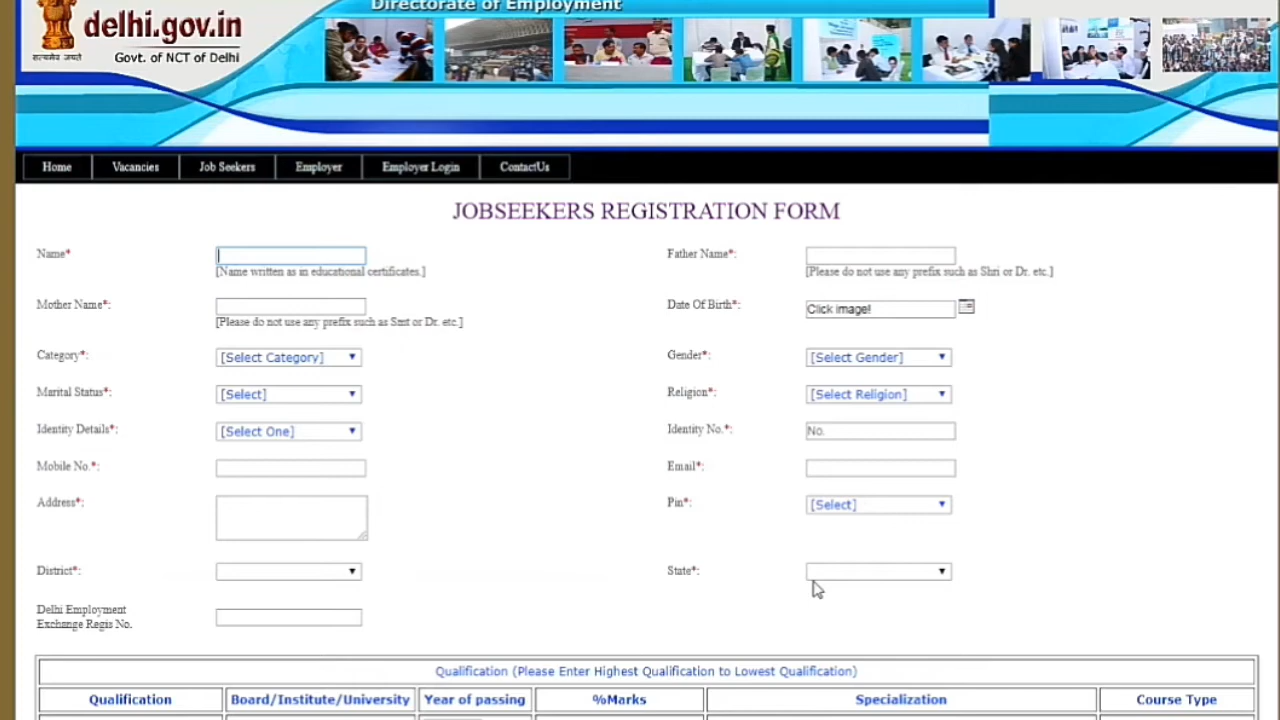 Directorate of Employment
delhi.gov.in
सत्यमेव जयते
Govt. of NCT of Delhi
Home Vacancies Job Seekers Employer Employer Login ContactUs
JOBSEEKERS REGISTRATION FORM
Name* Father Name*:
[Name written as in educational certificates.] [Please do not use any prefix such as Shri or Dr. etc.]
Mother Name*: Date Of Birth*: Click image!
[Please do not use any prefix such as Smt or Dr. etc.]
Category*: [Select Category] Gender*: [Select Gender]
Marital Status*: [Select] Religion*: [Select Religion]
Identity Details*: [Select One] Identity No.*: No.
Mobile No.*: Email*:
Address*: Pin*: [Select]
District*: State*:
Delhi Employment
Exchange Regis No.
Qualification (Please Enter Highest Qualification to Lowest Qualification)
Qualification Board/Institute/University Year of passing %Marks Specialization Course Type